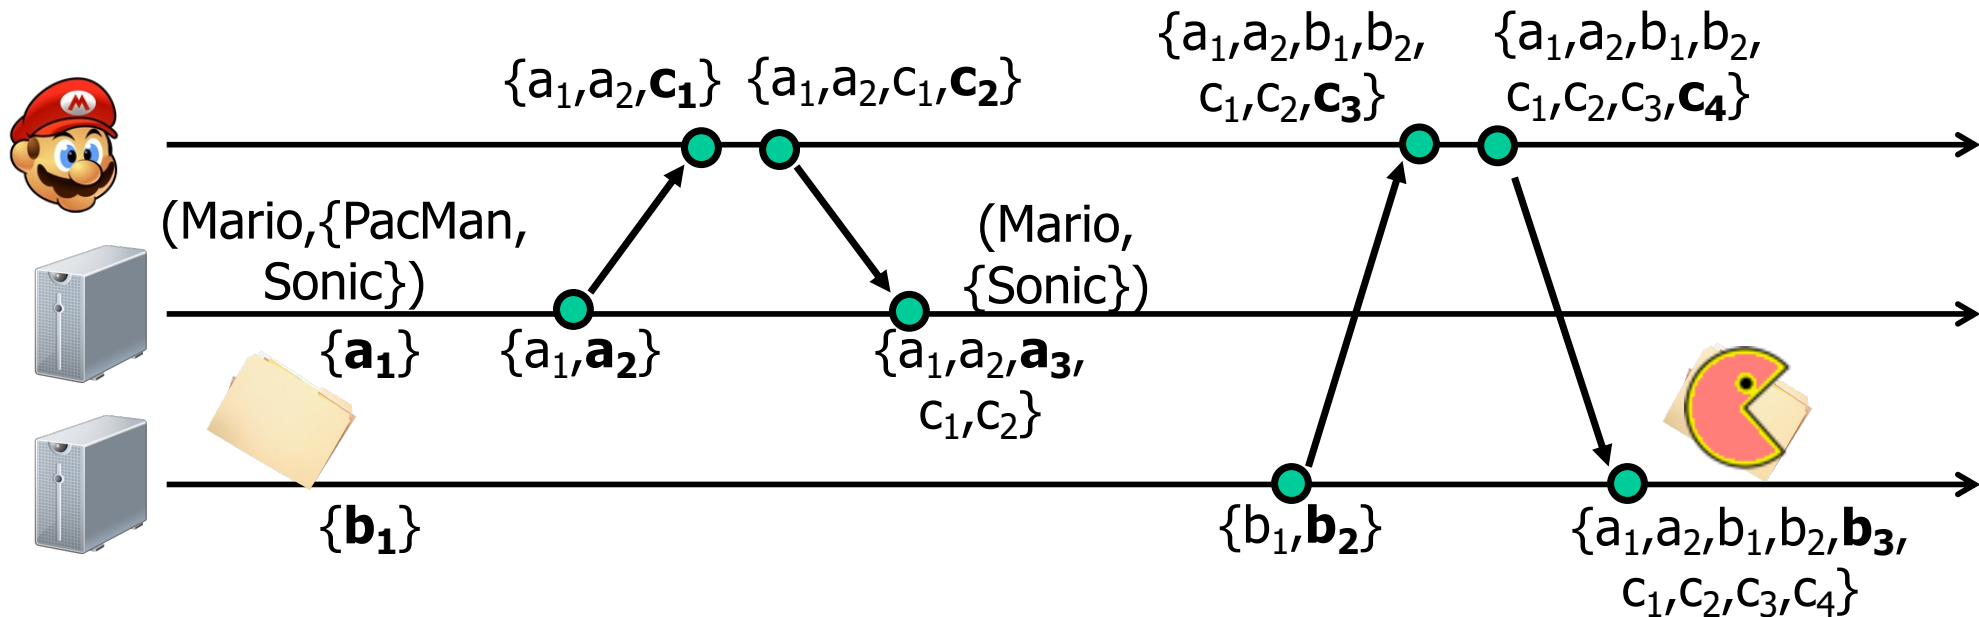 {a₁,a₂,c₁}
{a₁,a₂,c₁,c₂}
{a₁,a₂,b₁,b₂,
c₁,c₂,c₃}
{a₁,a₂,b₁,b₂,
c₁,c₂,c₃,c₄}
M
(Mario,{PacMan,
Sonic})
(Mario,
{Sonic})
{a₁}
{a₁,a₂}
{a₁,a₂,a₃,
c₁,c₂}
{b₁}
{b₁,b₂}
{a₁,a₂,b₁,b₂,b₃,
c₁,c₂,c₃,c₄}